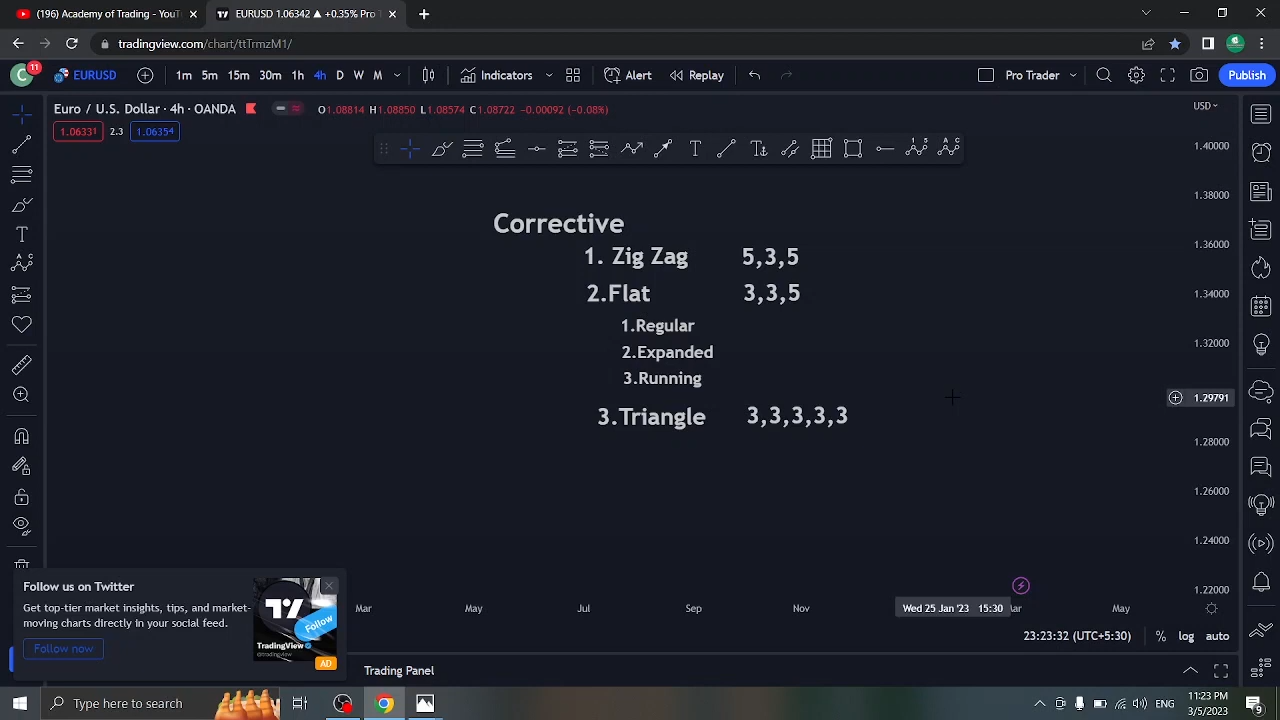 (196) Academy of Trading - YouT
EURUSD 1.06342 ▲ +0.35% Pro T
tradingview.com/chart/ttTmzM1/
C 11 EURUSD 1m 5m 15m 30m 1h 4h D W M Indicators Alert Replay Pro Trader Publish
Euro / U.S. Dollar · 4h · OANDA O1.08814 H1.08850 L1.08574 C1.08722 −0.00092 (−0.08%)
USD
1.06331 2.3 1.06354
1.40000
1.38000
Corrective
1. Zig Zag 5,3,5
1.36000
2.Flat 3,3,5
1.34000
1.Regular
1.32000
2.Expanded
3.Running
1.29791
3.Triangle 3,3,3,3,3
1.28000
1.26000
1.24000
1.22000
Follow us on Twitter
Get top-tier market insights, tips, and market-
moving charts directly in your social feed.
Follow now
Follow
TradingView
@tradingview
AD
Mar May Jul Sep Nov Wed 25 Jan '23 15:30 Mar May
23:23:32 (UTC+5:30) % log auto
Trading Panel
Type here to search
ENG
11:23 PM
3/5/2023